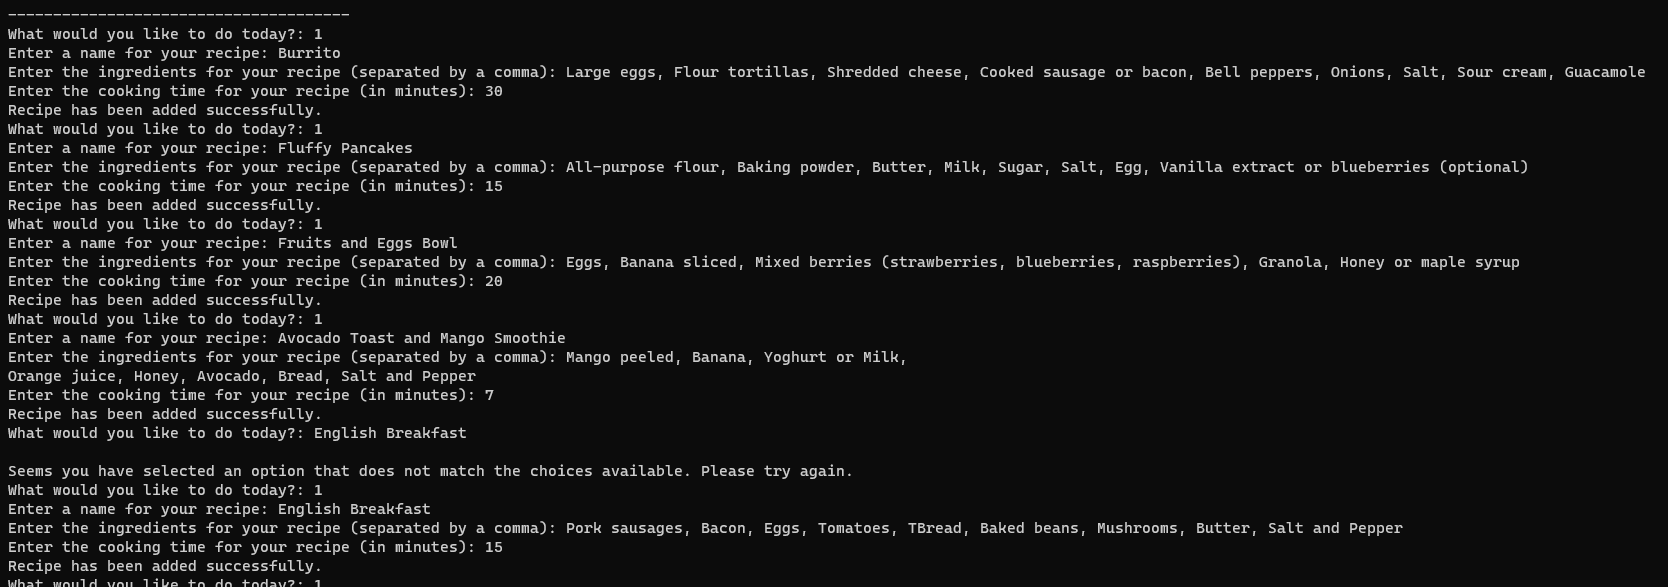 --------------------------------------
What would you like to do today?: 1
Enter a name for your recipe: Burrito
Enter the ingredients for your recipe (separated by a comma): Large eggs, Flour tortillas, Shredded cheese, Cooked sausage or bacon, Bell peppers, Onions, Salt, Sour cream, Guacamole
Enter the cooking time for your recipe (in minutes): 30
Recipe has been added successfully.
What would you like to do today?: 1
Enter a name for your recipe: Fluffy Pancakes
Enter the ingredients for your recipe (separated by a comma): All-purpose flour, Baking powder, Butter, Milk, Sugar, Salt, Egg, Vanilla extract or blueberries (optional)
Enter the cooking time for your recipe (in minutes): 15
Recipe has been added successfully.
What would you like to do today?: 1
Enter a name for your recipe: Fruits and Eggs Bowl
Enter the ingredients for your recipe (separated by a comma): Eggs, Banana sliced, Mixed berries (strawberries, blueberries, raspberries), Granola, Honey or maple syrup
Enter the cooking time for your recipe (in minutes): 20
Recipe has been added successfully.
What would you like to do today?: 1
Enter a name for your recipe: Avocado Toast and Mango Smoothie
Enter the ingredients for your recipe (separated by a comma): Mango peeled, Banana, Yoghurt or Milk,
Orange juice, Honey, Avocado, Bread, Salt and Pepper
Enter the cooking time for your recipe (in minutes): 7
Recipe has been added successfully.
What would you like to do today?: English Breakfast
Seems you have selected an option that does not match the choices available. Please try again.
What would you like to do today?: 1
Enter a name for your recipe: English Breakfast
Enter the ingredients for your recipe (separated by a comma): Pork sausages, Bacon, Eggs, Tomatoes, TBread, Baked beans, Mushrooms, Butter, Salt and Pepper
Enter the cooking time for your recipe (in minutes): 15
Recipe has been added successfully.
What would you like to do today?: 1